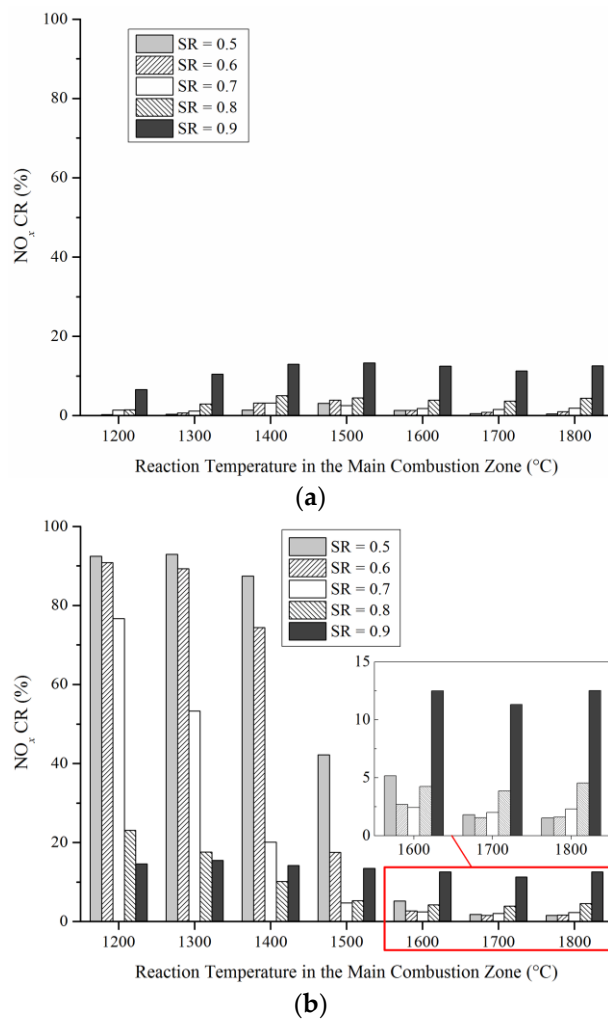 100
80
60
40
20
0
NOx CR (%)
SR = 0.5
SR = 0.6
SR = 0.7
SR = 0.8
SR = 0.9
1200 1300 1400 1500 1600 1700 1800
Reaction Temperature in the Main Combustion Zone (°C)
(a)
100
80
60
40
20
0
NOx CR (%)
SR = 0.5
SR = 0.6
SR = 0.7
SR = 0.8
SR = 0.9
15
12
5
0
1600 1700 1800
1200 1300 1400 1500 1600 1700 1800
Reaction Temperature in the Main Combustion Zone (°C)
(b)